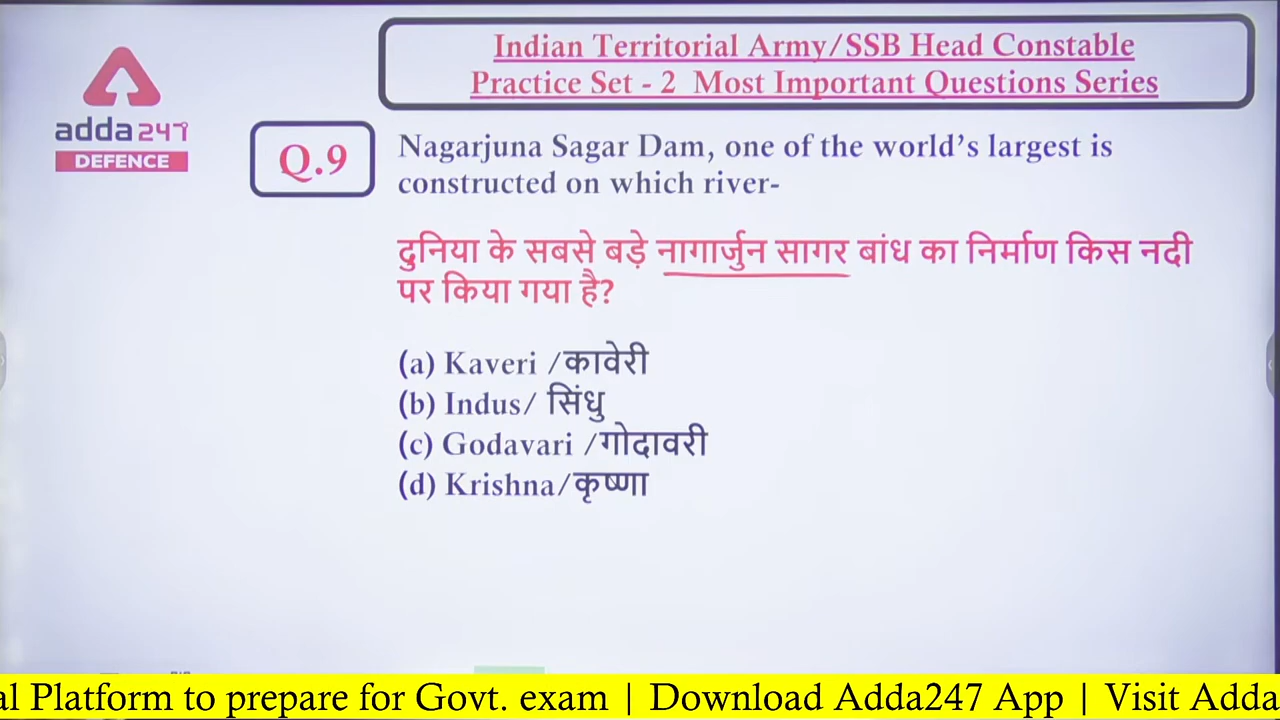 Indian Territorial Army/SSB Head Constable
Practice Set - 2 Most Important Questions Series
adda247
DEFENCE
Q.9
Nagarjuna Sagar Dam, one of the world's largest is
constructed on which river-
दुनिया के सबसे बड़े नागार्जुन सागर बांध का निर्माण किस नदी
पर किया गया है?
(a) Kaveri /कावेरी
(b) Indus/ सिंधु
(c) Godavari /गोदावरी
(d) Krishna/कृष्णा
al Platform to prepare for Govt. exam | Download Adda247 App | Visit Adda